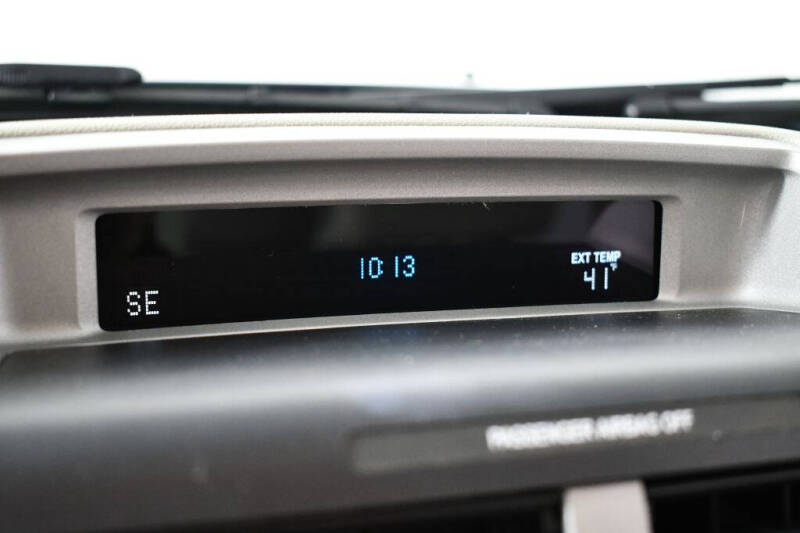 10:13
EXT TEMP
41°F
SE
PASSENGER AIRBAG OFF